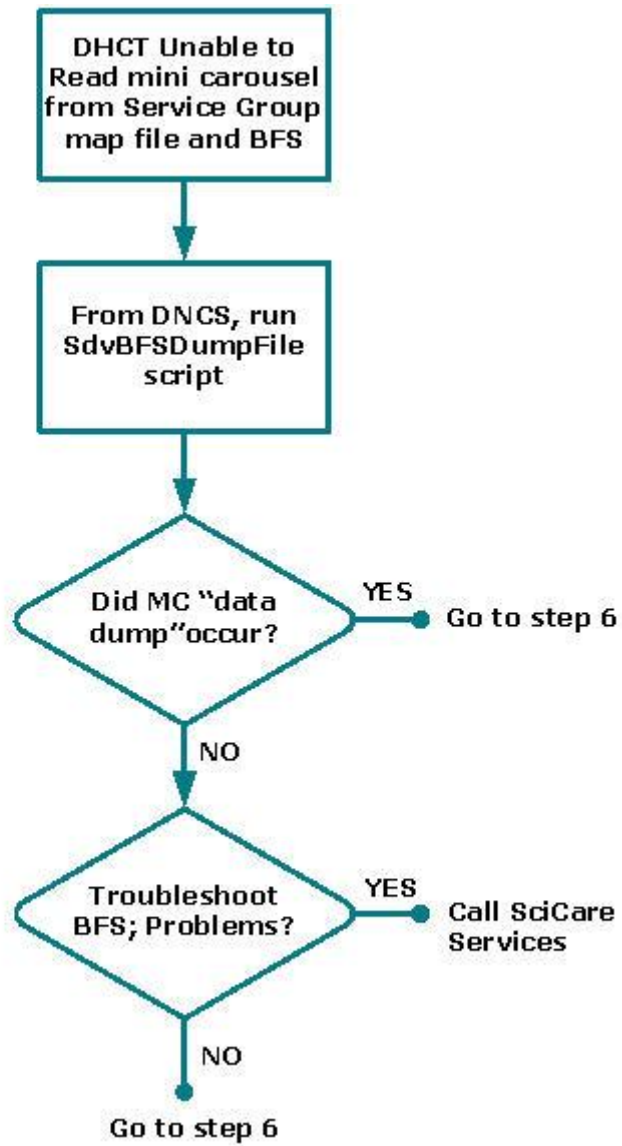 DHCT Unable to
Read mini carousel
from Service Group
map file and BFS
From DNCS, run
SdvBFSDumpFile
script
Did MC “data
dump”occur?
YES
Go to step 6
NO
Troubleshoot
BFS; Problems?
YES
Call SciCare
Services
NO
Go to step 6